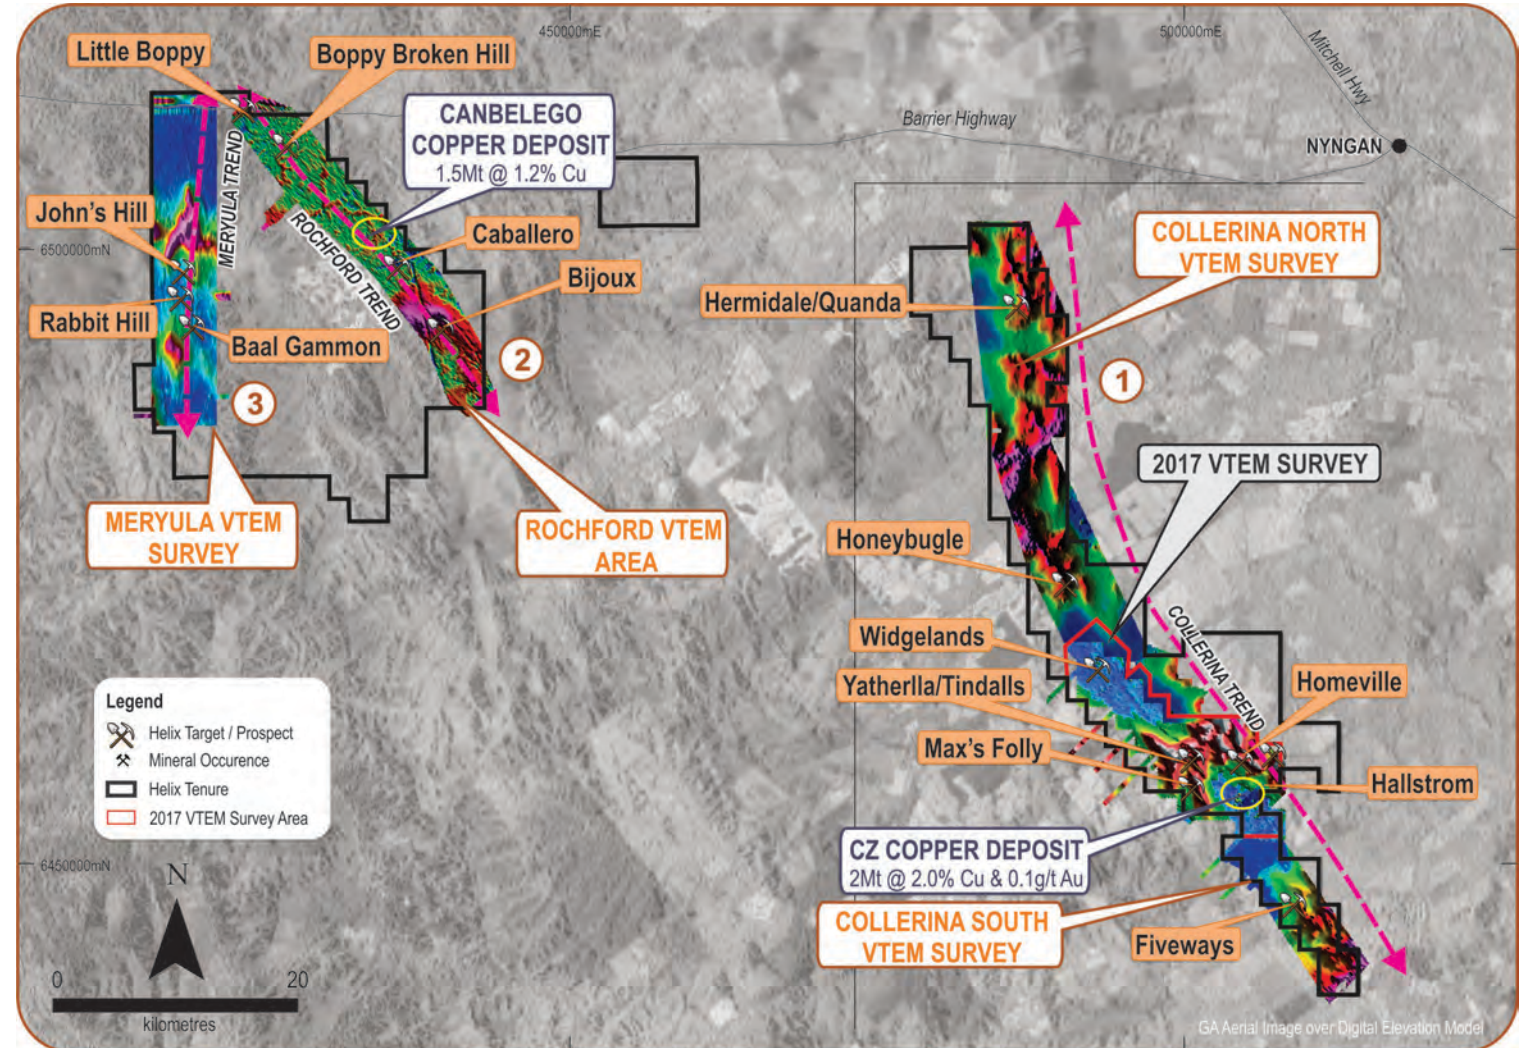 450000mE
500000mE
Mitchell Hwy
Little Boppy
Boppy Broken Hill
CANBELEGO
COPPER DEPOSIT
1.5Mt @ 1.2% Cu
Barrier Highway
NYNGAN
MERYULA TREND
John's Hill
ROCHFORD TREND
Caballero
COLLERINA NORTH
VTEM SURVEY
6500000mN
Bijoux
Hermidale/Quanda
Rabbit Hill
Baal Gammon
2
1
3
2017 VTEM SURVEY
MERYULA VTEM
SURVEY
ROCHFORD VTEM
AREA
Honeybugle
Widgelands
COLLERINA TREND
Yatherlla/Tindalls
Homeville
Legend
Helix Target / Prospect
Mineral Occurence
Helix Tenure
2017 VTEM Survey Area
Max's Folly
Hallstrom
CZ COPPER DEPOSIT
2Mt @ 2.0% Cu & 0.1g/t Au
6450000mN
N
COLLERINA SOUTH
VTEM SURVEY
Fiveways
0
20
kilometres
GA Aerial Image over Digital Elevation Model